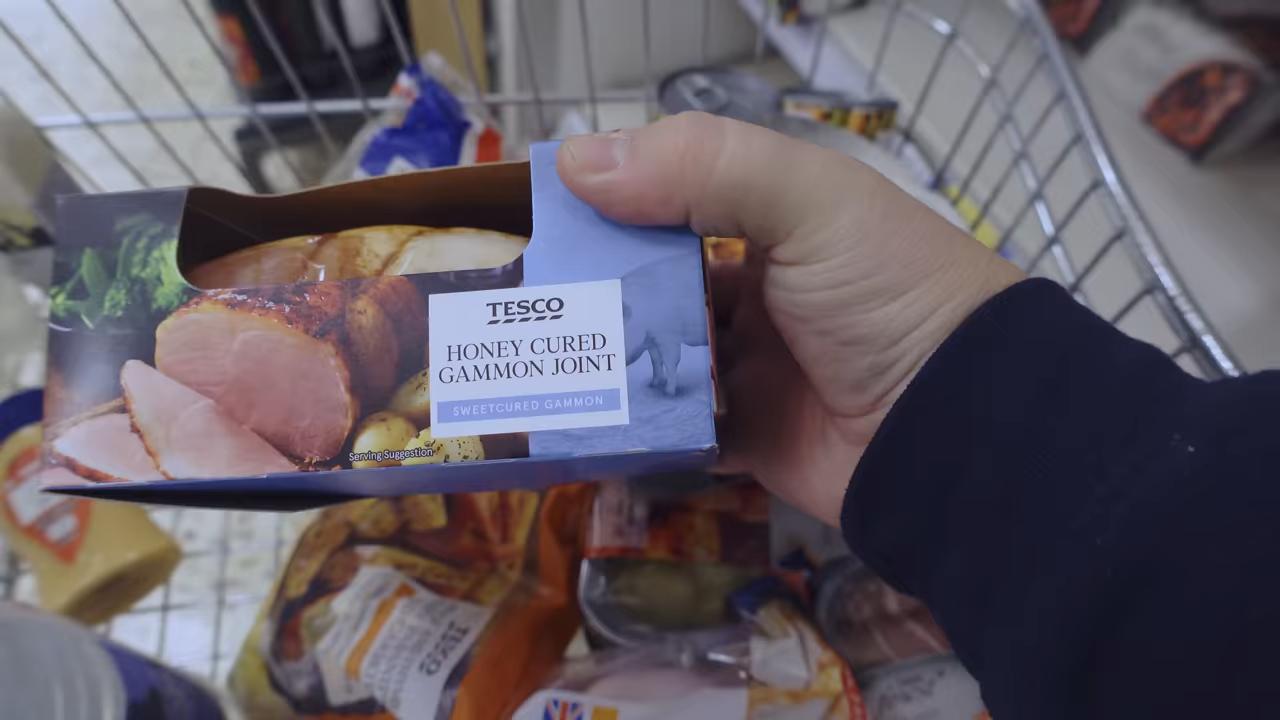 TESCO
HONEY CURED
GAMMON JOINT
SWEETCURED GAMMON
Serving Suggestion